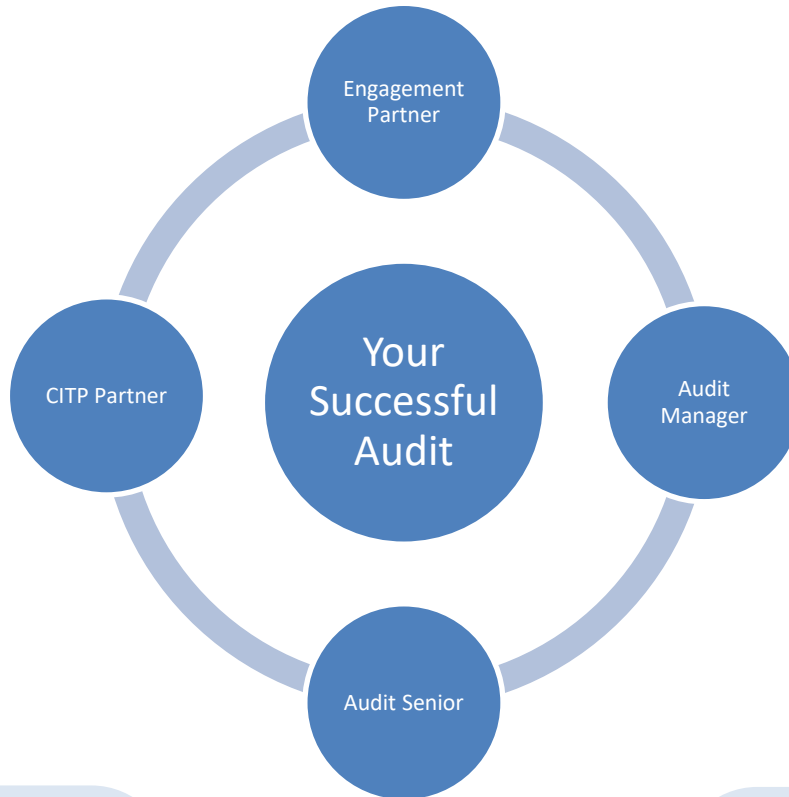 Engagement
Partner
CITP Partner
Your
Successful
Audit
Audit
Manager
Audit Senior